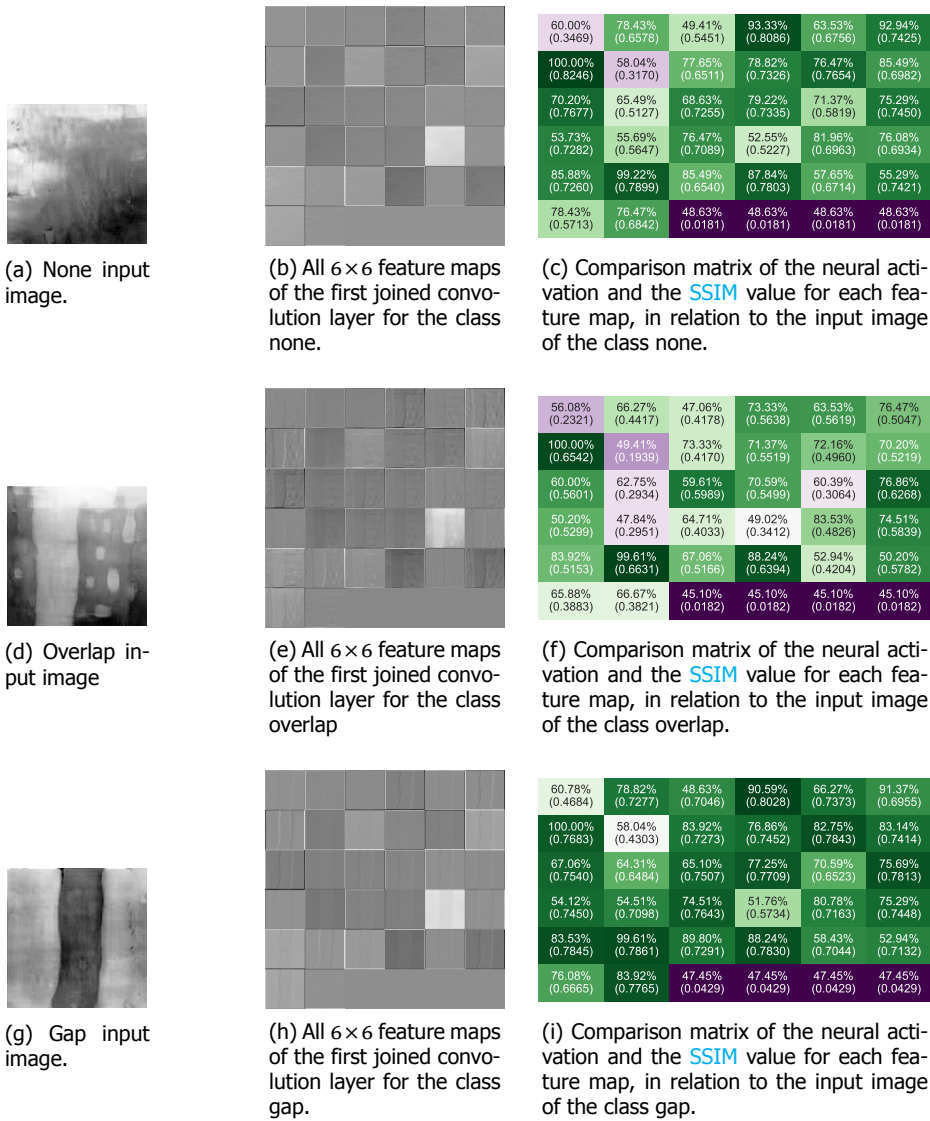 60.00% 78.43% 49.41% 93.33% 63.53% 92.94%
(0.3469) (0.6578) (0.5451) (0.8086) (0.6756) (0.7425)
100.00% 58.04% 77.65% 78.82% 76.47% 85.49%
(0.8246) (0.3170) (0.6511) (0.7326) (0.7654) (0.6982)
70.20% 65.49% 68.63% 79.22% 71.37% 75.29%
(0.7677) (0.5127) (0.7255) (0.7335) (0.5819) (0.7450)
53.73% 55.69% 76.47% 52.55% 81.96% 76.08%
(0.7282) (0.5647) (0.7089) (0.5227) (0.6963) (0.6934)
85.88% 99.22% 85.49% 87.84% 57.65% 55.29%
(0.7260) (0.7899) (0.6540) (0.7803) (0.6714) (0.7421)
78.43% 76.47% 48.63% 48.63% 48.63% 48.63%
(0.5713) (0.6842) (0.0181) (0.0181) (0.0181) (0.0181)
(a) None input
image.
(b) All 6×6 feature maps
of the first joined convo-
lution layer for the class
none.
(c) Comparison matrix of the neural acti-
vation and the SSIM value for each fea-
ture map, in relation to the input image
of the class none.
56.08% 66.27% 47.06% 73.33% 63.53% 76.47%
(0.2321) (0.4417) (0.4178) (0.5638) (0.5619) (0.5047)
100.00% 49.41% 73.33% 71.37% 72.16% 70.20%
(0.6542) (0.1939) (0.4170) (0.5519) (0.4960) (0.5219)
60.00% 62.75% 59.61% 70.59% 60.39% 76.86%
(0.5601) (0.2934) (0.5989) (0.5499) (0.3064) (0.6268)
50.20% 47.84% 64.71% 49.02% 83.53% 74.51%
(0.5299) (0.2951) (0.4033) (0.3412) (0.4826) (0.5839)
83.92% 99.61% 67.06% 88.24% 52.94% 50.20%
(0.5153) (0.6631) (0.5166) (0.6394) (0.4204) (0.5782)
65.88% 66.67% 45.10% 45.10% 45.10% 45.10%
(0.3883) (0.3821) (0.0182) (0.0182) (0.0182) (0.0182)
(d) Overlap in-
put image
(e) All 6×6 feature maps
of the first joined convo-
lution layer for the class
overlap
(f) Comparison matrix of the neural acti-
vation and the SSIM value for each fea-
ture map, in relation to the input image
of the class overlap.
60.78% 78.82% 48.63% 90.59% 66.27% 91.37%
(0.4684) (0.7277) (0.7046) (0.8028) (0.7373) (0.6955)
100.00% 58.04% 83.92% 76.86% 82.75% 83.14%
(0.7683) (0.4303) (0.7273) (0.7452) (0.7843) (0.7414)
67.06% 64.31% 65.10% 77.25% 70.59% 75.69%
(0.7540) (0.6484) (0.7507) (0.7709) (0.6523) (0.7813)
54.12% 54.51% 74.51% 51.76% 80.78% 75.29%
(0.7450) (0.7098) (0.7643) (0.5734) (0.7163) (0.7448)
83.53% 99.61% 89.80% 88.24% 58.43% 52.94%
(0.7845) (0.7861) (0.7291) (0.7830) (0.7044) (0.7132)
76.08% 83.92% 47.45% 47.45% 47.45% 47.45%
(0.6665) (0.7765) (0.0429) (0.0429) (0.0429) (0.0429)
(g) Gap input
image.
(h) All 6×6 feature maps
of the first joined convo-
lution layer for the class
gap.
(i) Comparison matrix of the neural acti-
vation and the SSIM value for each fea-
ture map, in relation to the input image
of the class gap.